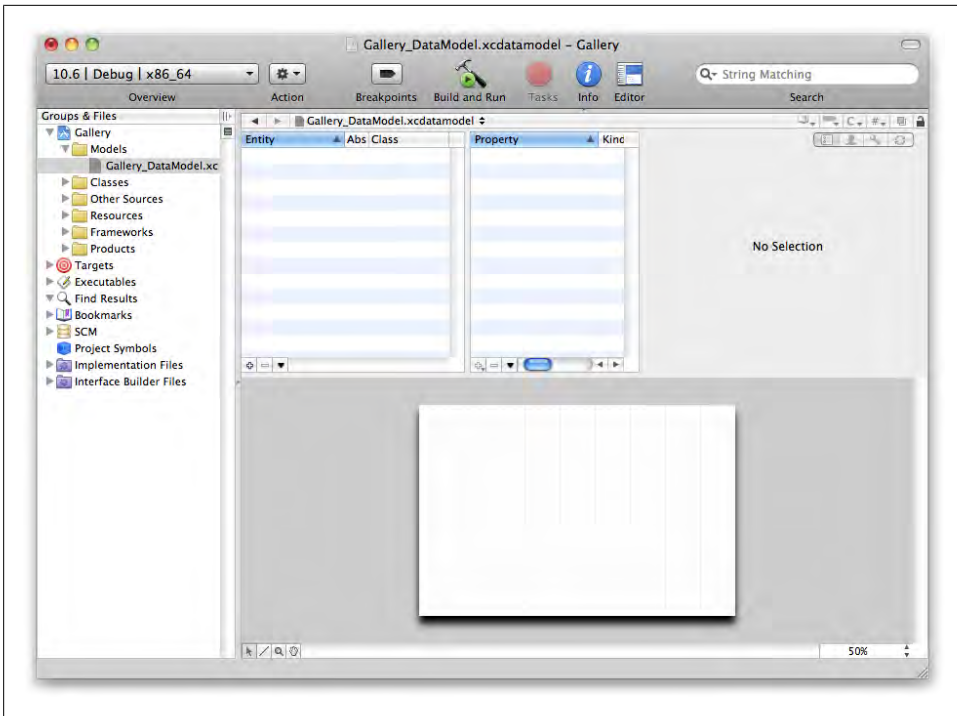 Gallery_DataModel.xcdatamodel – Gallery
10.6 | Debug | x86_64
String Matching
Overview
Action
Breakpoints
Build and Run
Tasks
Info
Editor
Search
Groups & Files
Gallery
Models
Gallery_DataModel.xc
Classes
Other Sources
Resources
Frameworks
Products
Targets
Executables
Find Results
Bookmarks
SCM
Project Symbols
Implementation Files
Interface Builder Files
Gallery_DataModel.xcdatamodel
C
#
Entity
Abs
Class
Property
Kind
No Selection
50%